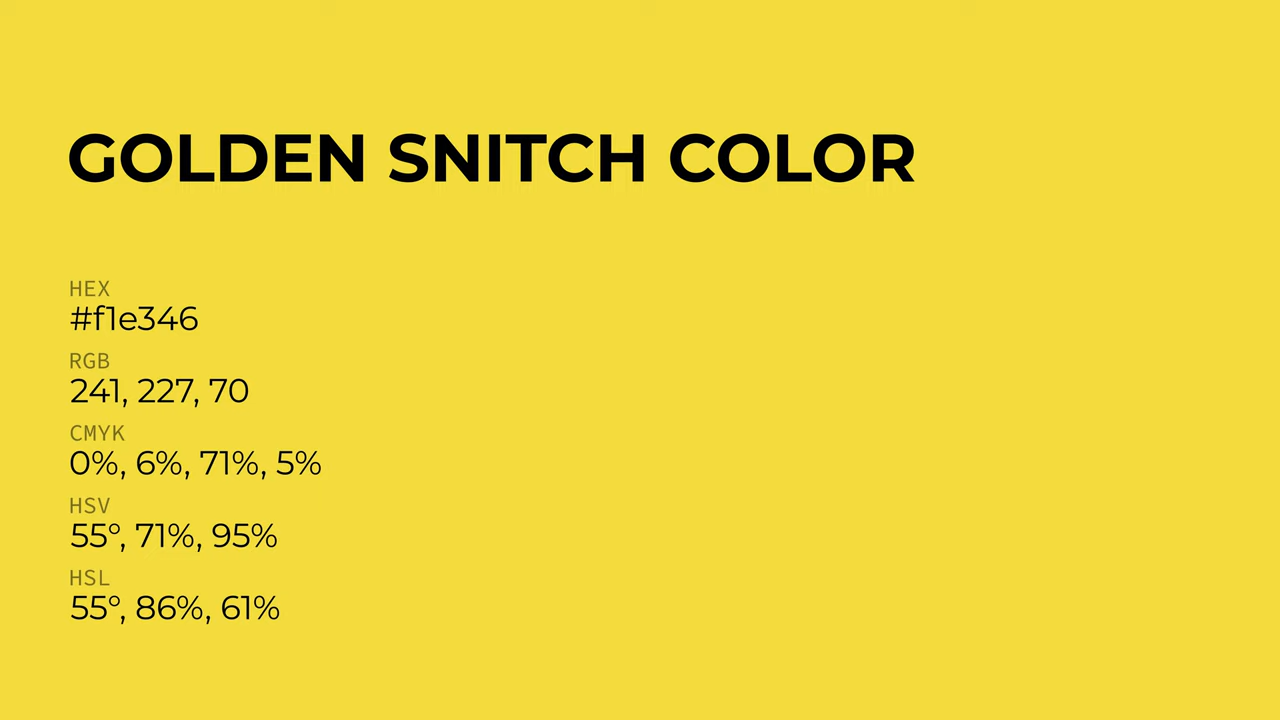 GOLDEN SNITCH COLOR
HEX
#f1e346
RGB
241, 227, 70
CMYK
0%, 6%, 71%, 5%
HSV
55°, 71%, 95%
HSL
55°, 86%, 61%